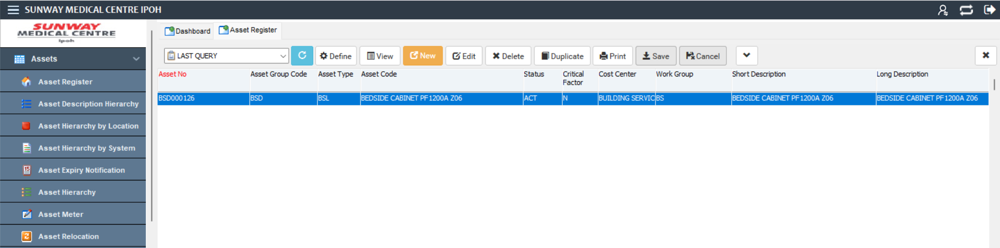 SUNWAY MEDICAL CENTRE IPOH
SUNWAY
MEDICAL CENTRE
Ipoh
Dashboard
Asset Register
Assets
LAST QUERY
Define
View
New
Edit
Delete
Duplicate
Print
Save
Cancel
Asset No
Asset Group Code
Asset Type
Asset Code
Status
Critical
Factor
Cost Center
Work Group
Short Description
Long Description
BSD000126
BSD
BSL
BEDSIDE CABINET PF1200A Z06
ACT
N
BUILDING SERVIC
BS
BEDSIDE CABINET PF1200A Z06
BEDSIDE CABINET PF1200A Z06
Asset Register
Asset Description Hierarchy
Asset Hierarchy by Location
Asset Hierarchy by System
15
Asset Expiry Notification
Asset Hierarchy
Asset Meter
Asset Relocation